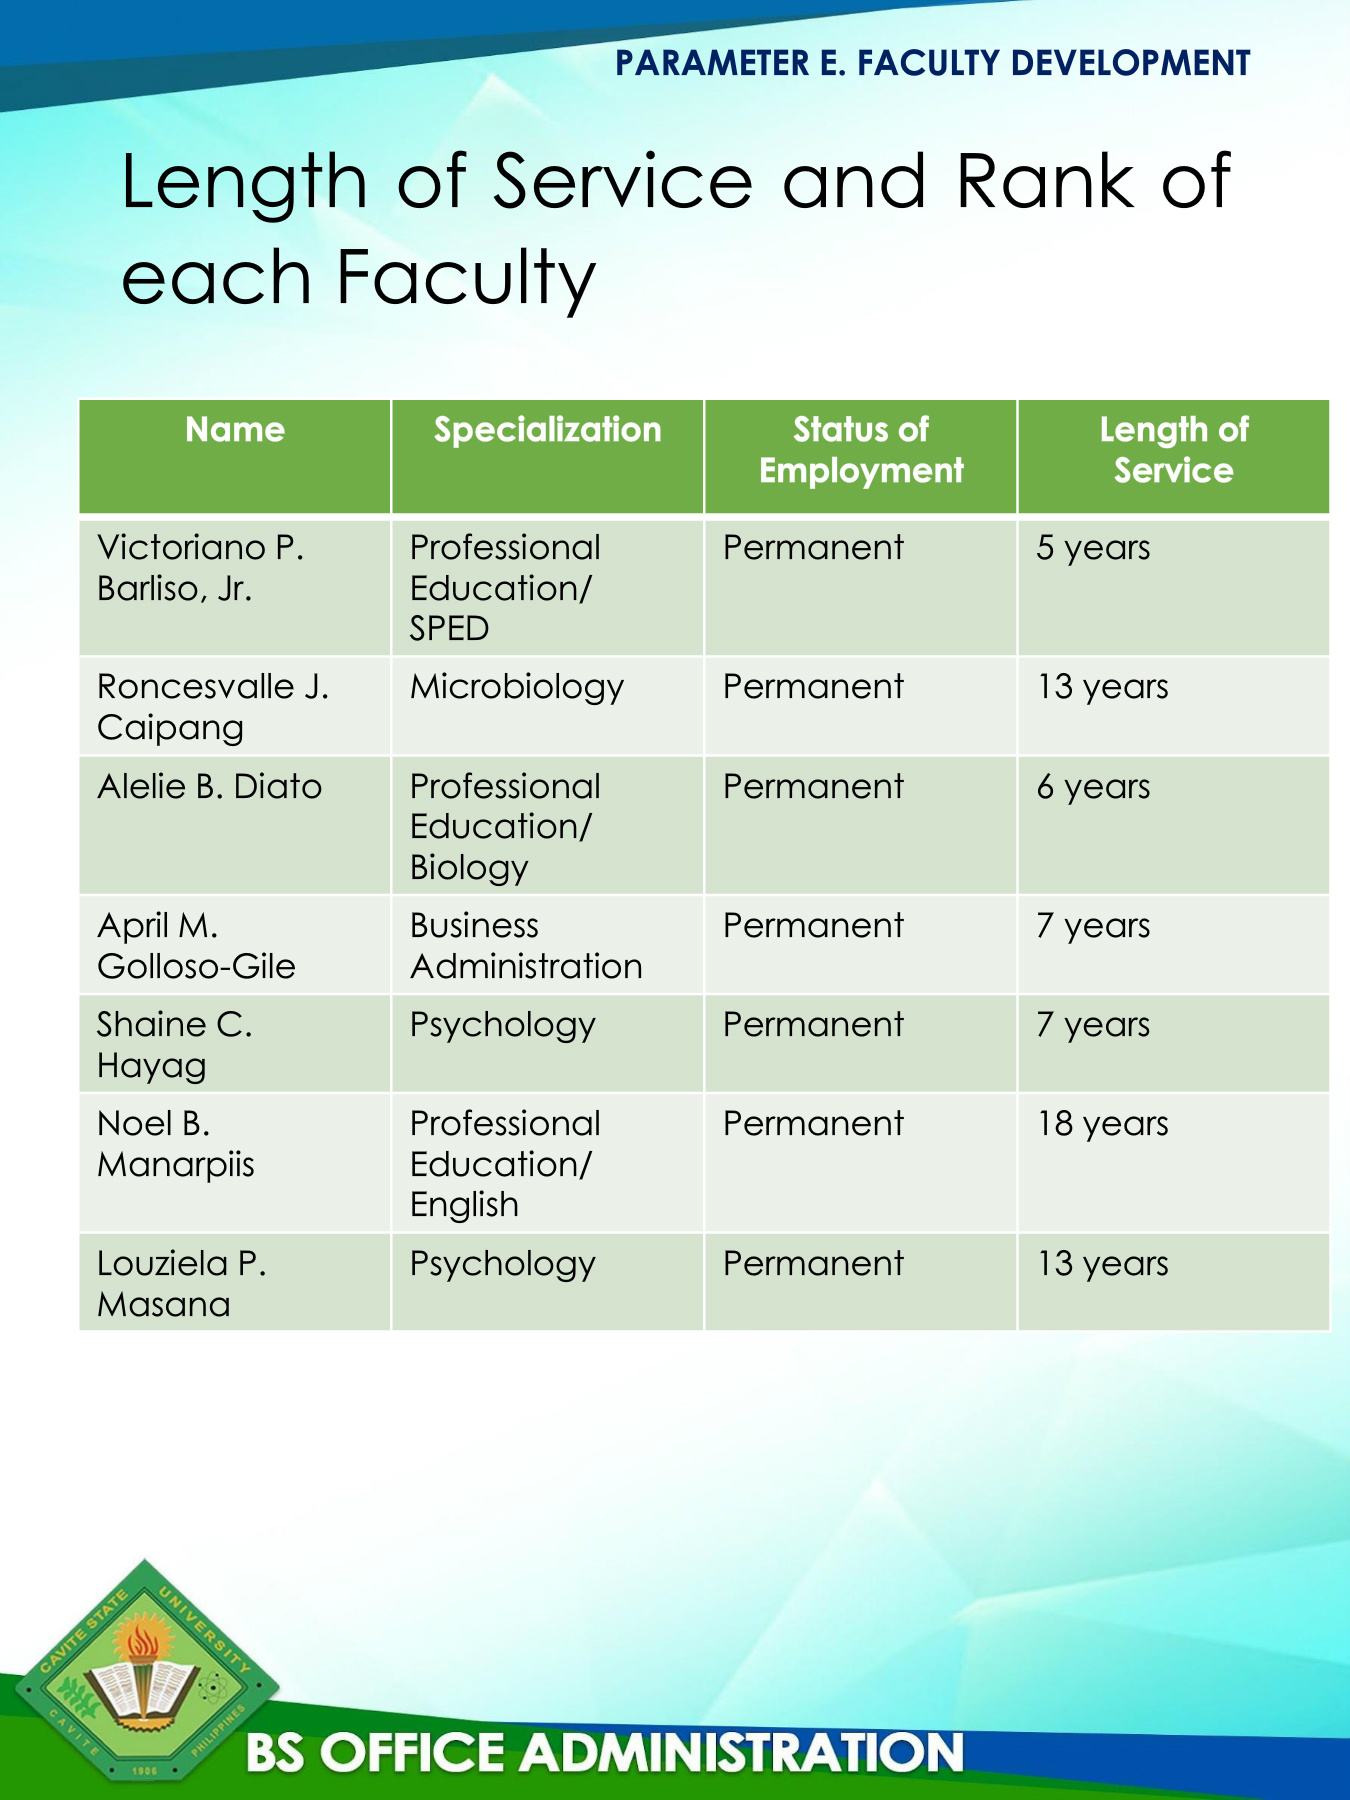 PARAMETER E. FACULTY DEVELOPMENT
Length of Service and Rank of
each Faculty
Name
Specialization
Status of
Employment
Length of
Service
Victoriano P.
Barliso, Jr.
Professional
Education/
SPED
Permanent
5 years
Roncesvalle J.
Caipang
Microbiology
Permanent
13 years
Alelie B. Diato
Professional
Education/
Biology
Permanent
6 years
April M.
Golloso-Gile
Business
Administration
Permanent
7 years
Shaine C.
Hayag
Psychology
Permanent
7 years
Noel B.
Manarpiis
Professional
Education/
English
Permanent
18 years
Louziela P.
Masana
Psychology
Permanent
13 years
CAVITE STATE UNIVERSITY
CAVITE PHILIPPINES
1906
BS OFFICE ADMINISTRATION